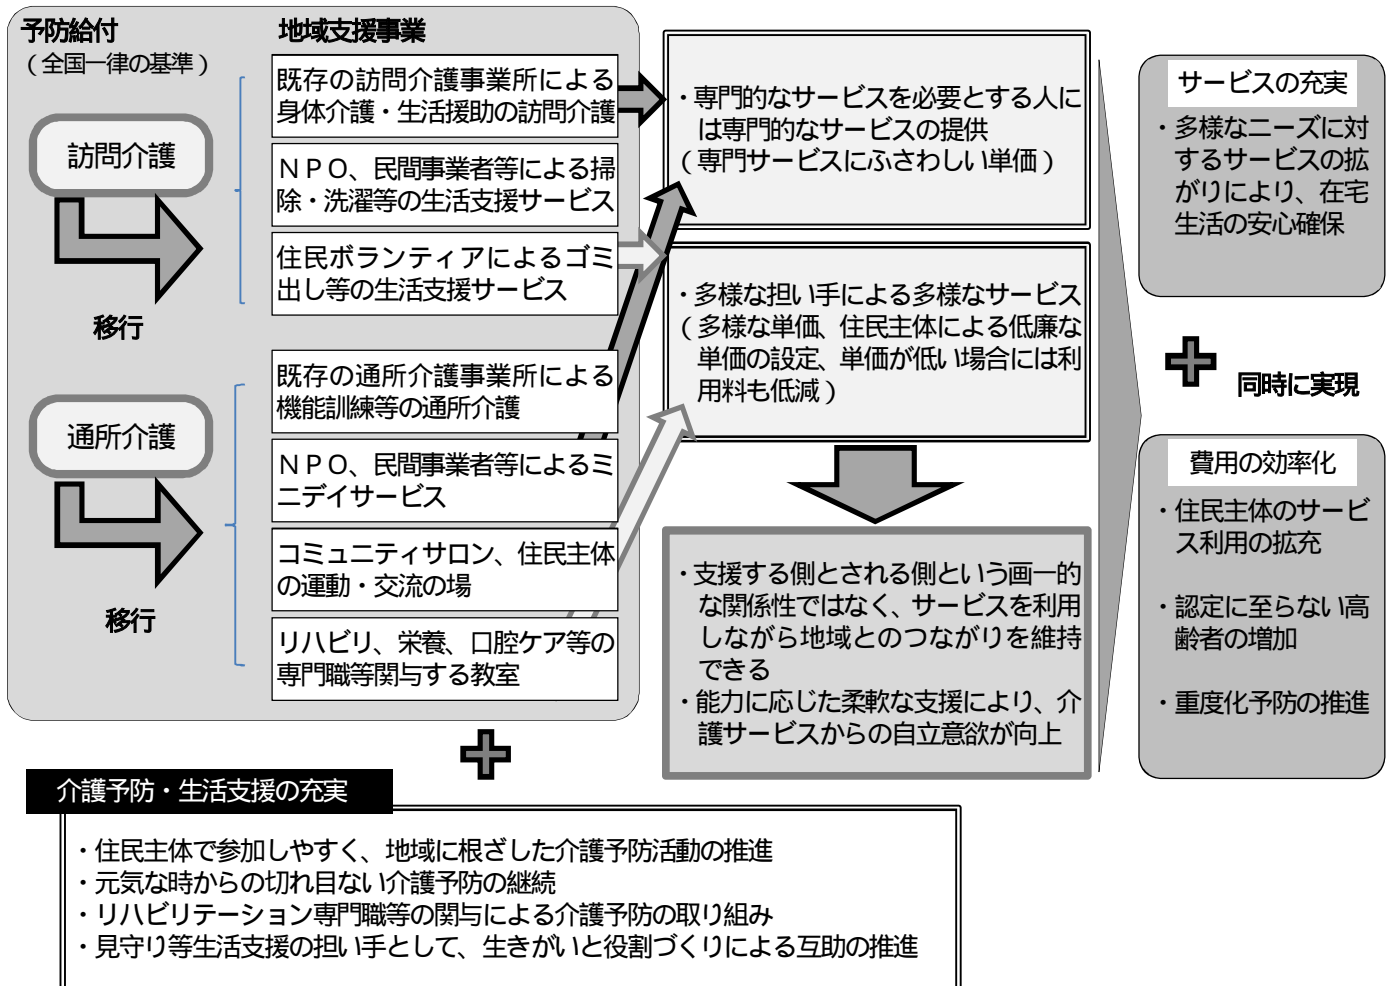 予防給付
(全国一律の基準)
訪問介護
移行
通所介護
移行
地域支援事業
既存の訪問介護事業所による
身体介護・生活援助の訪問介護
NPO、民間事業者等による掃
除・洗濯等の生活支援サービス
住民ボランティアによるゴミ
出し等の生活支援サービス
既存の通所介護事業所による
機能訓練等の通所介護
NPO、民間事業者等によるミ
ニデイサービス
コミュニティサロン、住民主体
の運動・交流の場
リハビリ、栄養、口腔ケア等の
専門職等関与する教室
・専門的なサービスを必要とする人に
は専門的なサービスの提供
(専門サービスにふさわしい単価)
・多様な担い手による多様なサービス
(多様な単価、住民主体による低廉な
単価の設定、単価が低い場合には利
用料も低減)
・支援する側とされる側という画一的
な関係性ではなく、サービスを利用
しながら地域とのつながりを維持
できる
・能力に応じた柔軟な支援により、介
護サービスからの自立意欲が向上
サービスの充実
・多様なニーズに対
するサービスの拡
がりにより、在宅
生活の安心確保
同時に実現
費用の効率化
・住民主体のサービ
ス利用の拡充
・認定に至らない高
齢者の増加
・重度化予防の推進
介護予防・生活支援の充実
・住民主体で参加しやすく、地域に根ざした介護予防活動の推進
・元気な時からの切れ目ない介護予防の継続
・リハビリテーション専門職等の関与による介護予防の取り組み
・見守り等生活支援の担い手として、生きがいと役割づくりによる互助の推進